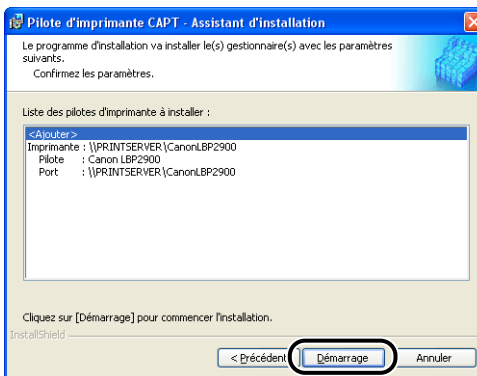 Pilote d'imprimante CAPT - Assistant d'installation
Le programme d'installation va installer le(s) gestionnaire(s) avec les paramètres
suivants.
Confirmez les paramètres.
Liste des pilotes d'imprimante à installer :
<Ajouter>
Imprimante : \\PRINTSERVER\CanonLBP2900
Pilote : Canon LBP2900
Port : \\PRINTSERVER\CanonLBP2900
Cliquez sur [Démarrage] pour commencer l'installation.
InstallShield
< Précédent Démarrage Annuler